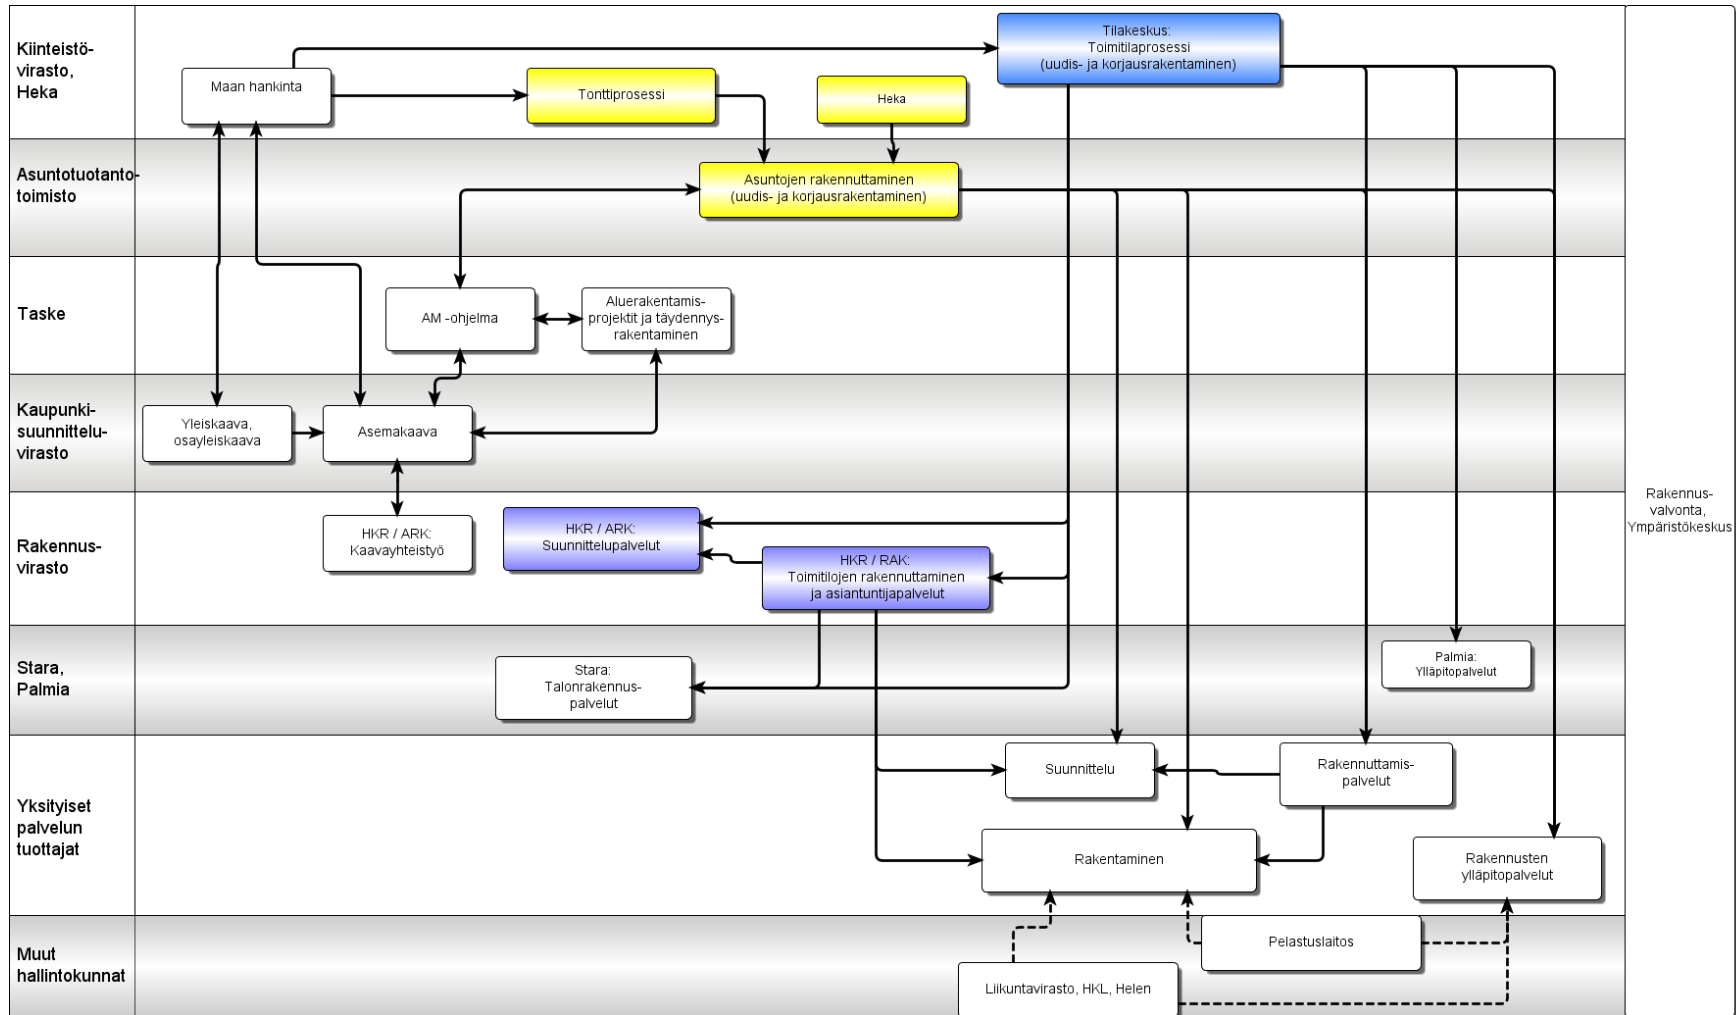 Kiinteistö-
virasto,
Heka
Maan hankinta
Tonttiprosessi
Heka
Tilakeskus:
Toimitilaprosessi
(uudis- ja korjausrakentaminen)
Asuntotuotanto-
toimisto
Asuntojen rakennuttaminen
(uudis- ja korjausrakentaminen)
Taske
AM -ohjelma
Aluerakentamis-
projektit ja täydennys-
rakentaminen
Kaupunki-
suunnittelu-
virasto
Yleiskaava,
osayleiskaava
Asemakaava
Rakennus-
virasto
HKR / ARK:
Kaavayhteistyö
HKR / ARK:
Suunnittelupalvelut
HKR / RAK:
Toimitilojen rakennuttaminen
ja asiantuntijapalvelut
Stara,
Palmia
Stara:
Talonrakennus-
palvelut
Palmia:
Ylläpitopalvelut
Yksityiset
palvelun
tuottajat
Suunnittelu
Rakennuttamis-
palvelut
Rakentaminen
Rakennusten
ylläpitopalvelut
Muut
hallintokunnat
Pelastuslaitos
Liikuntavirasto, HKL, Helen
Rakennus-
valvonta,
Ympäristökeskus